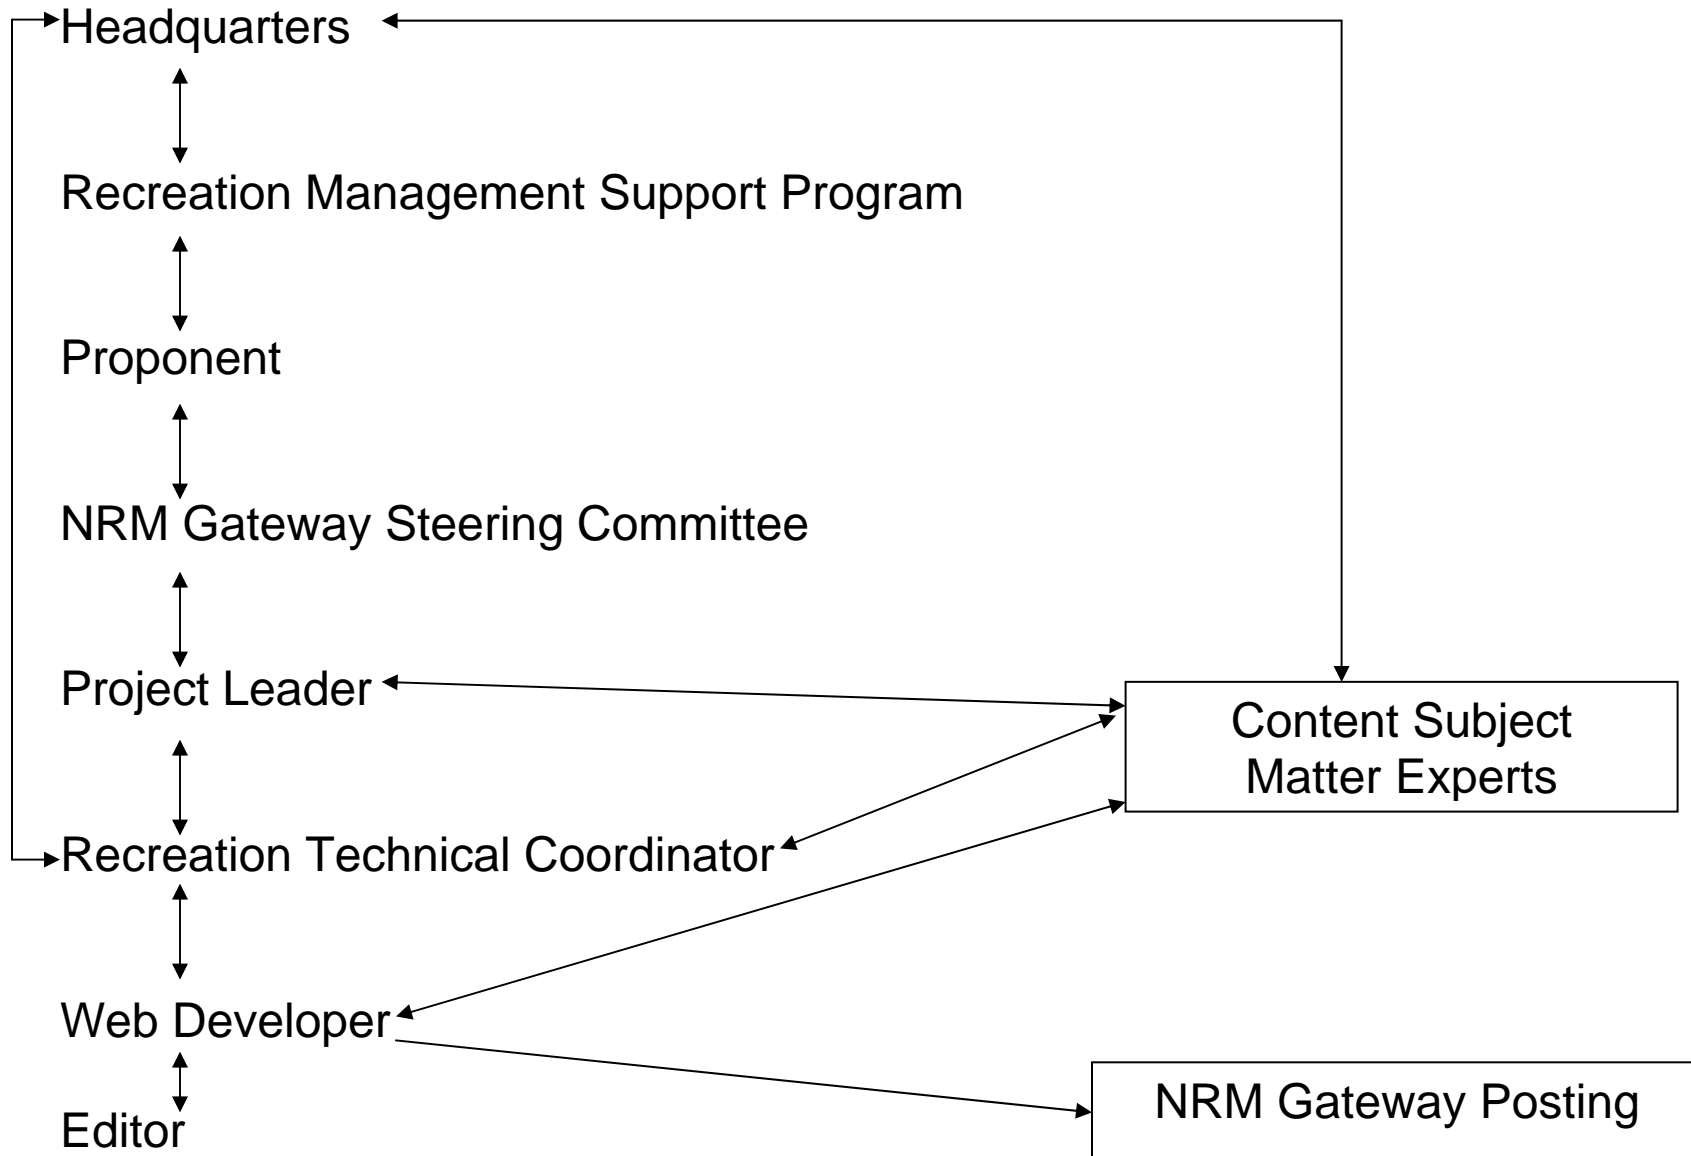 Headquarters
Recreation Management Support Program
Proponent
NRM Gateway Steering Committee
Project Leader
Content Subject
Matter Experts
Recreation Technical Coordinator
Web Developer
NRM Gateway Posting
Editor